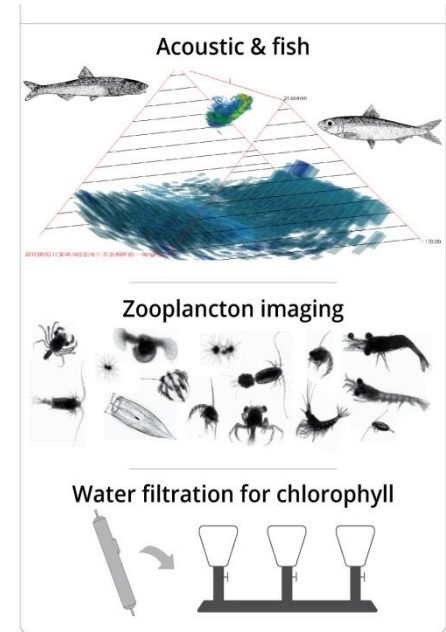 Acoustic & fish
Zooplancton imaging
Water filtration for chlorophyll